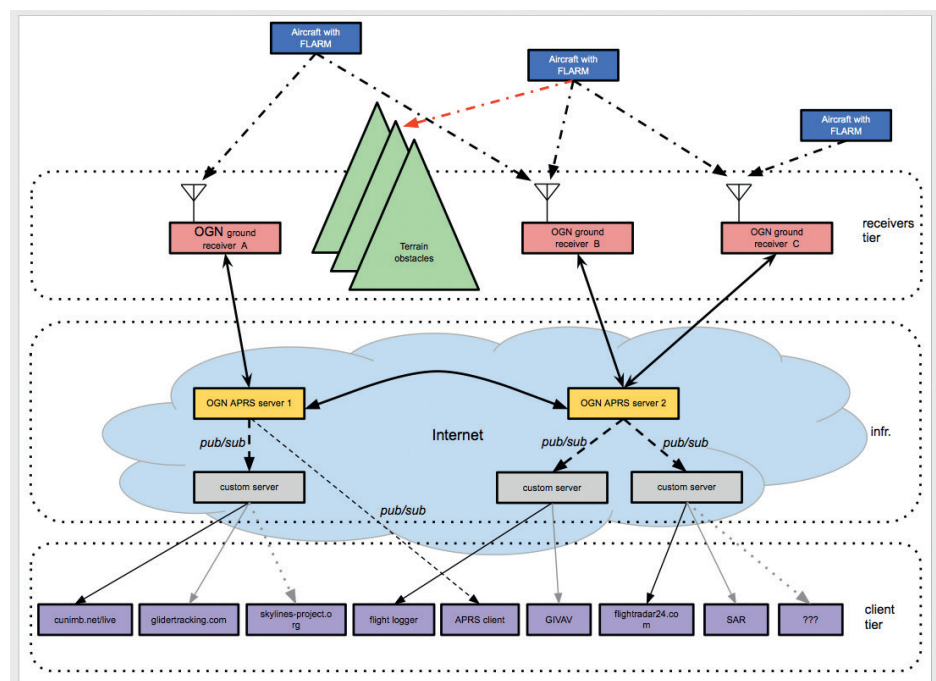 Aircraft with
FLARM
Aircraft with
FLARM
Aircraft with
FLARM
OGN ground
receiver A
Terrain
obstacles
OGN ground
receiver B
OGN ground
receiver C
receivers
tier
OGN APRS server 1
OGN APRS server 2
Internet
infr.
pub/sub
pub/sub
pub/sub
custom server
custom server
custom server
pub/sub
cunimb.net/live
glidertracking.com
skylines-project.o
rg
flight logger
APRS client
GIVAV
flightradar24.co
m
SAR
???
client
tier